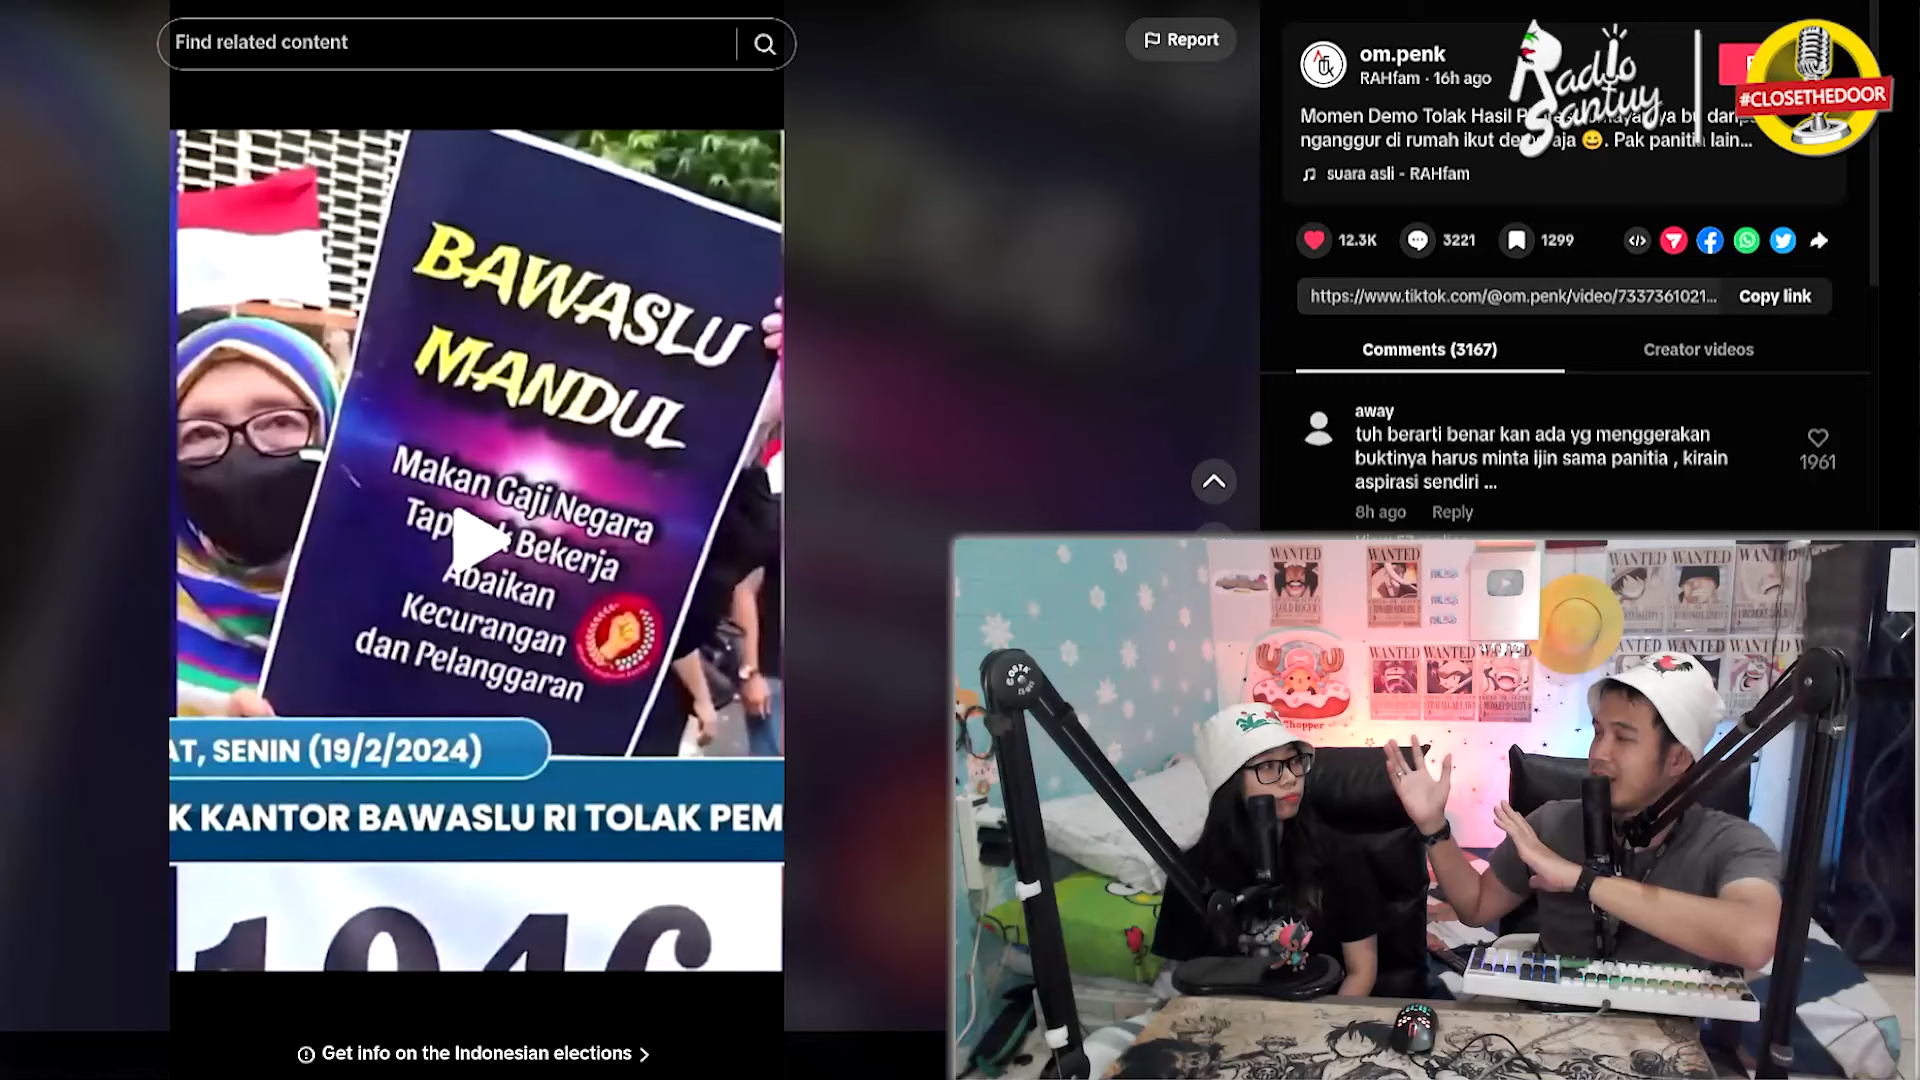 Find related content
Report
BAWASLU
MANDUL
Makan Gaji Negara
Bekerja
Abaikan
Kecurangan
dan Pelanggaran
AT, SENIN (19/2/2024)
K KANTOR BAWASLU RI TOLAK PEM
1946
Get info on the Indonesian elections
om.penk
RAHfam · 16h ago
Momen Demo Tolak Hasil
nganggur di rumah ikut aja 😄. Pak panitia lain...
suara asli - RAHfam
Radio
Santuy
#CLOSETHEDOOR
12.3K
3221
1299
https://www.tiktok.com/@om.penk/video/7337361021...
Copy link
Comments (3167)
Creator videos
away
tuh berarti benar kan ada yg menggerakan
buktinya harus minta ijin sama panitia , kirain
aspirasi sendiri ...
1961
8h ago
Reply
WANTED
WANTED
WANTED WANTED WANTED
WANTED WANTED WANTED
Chopper